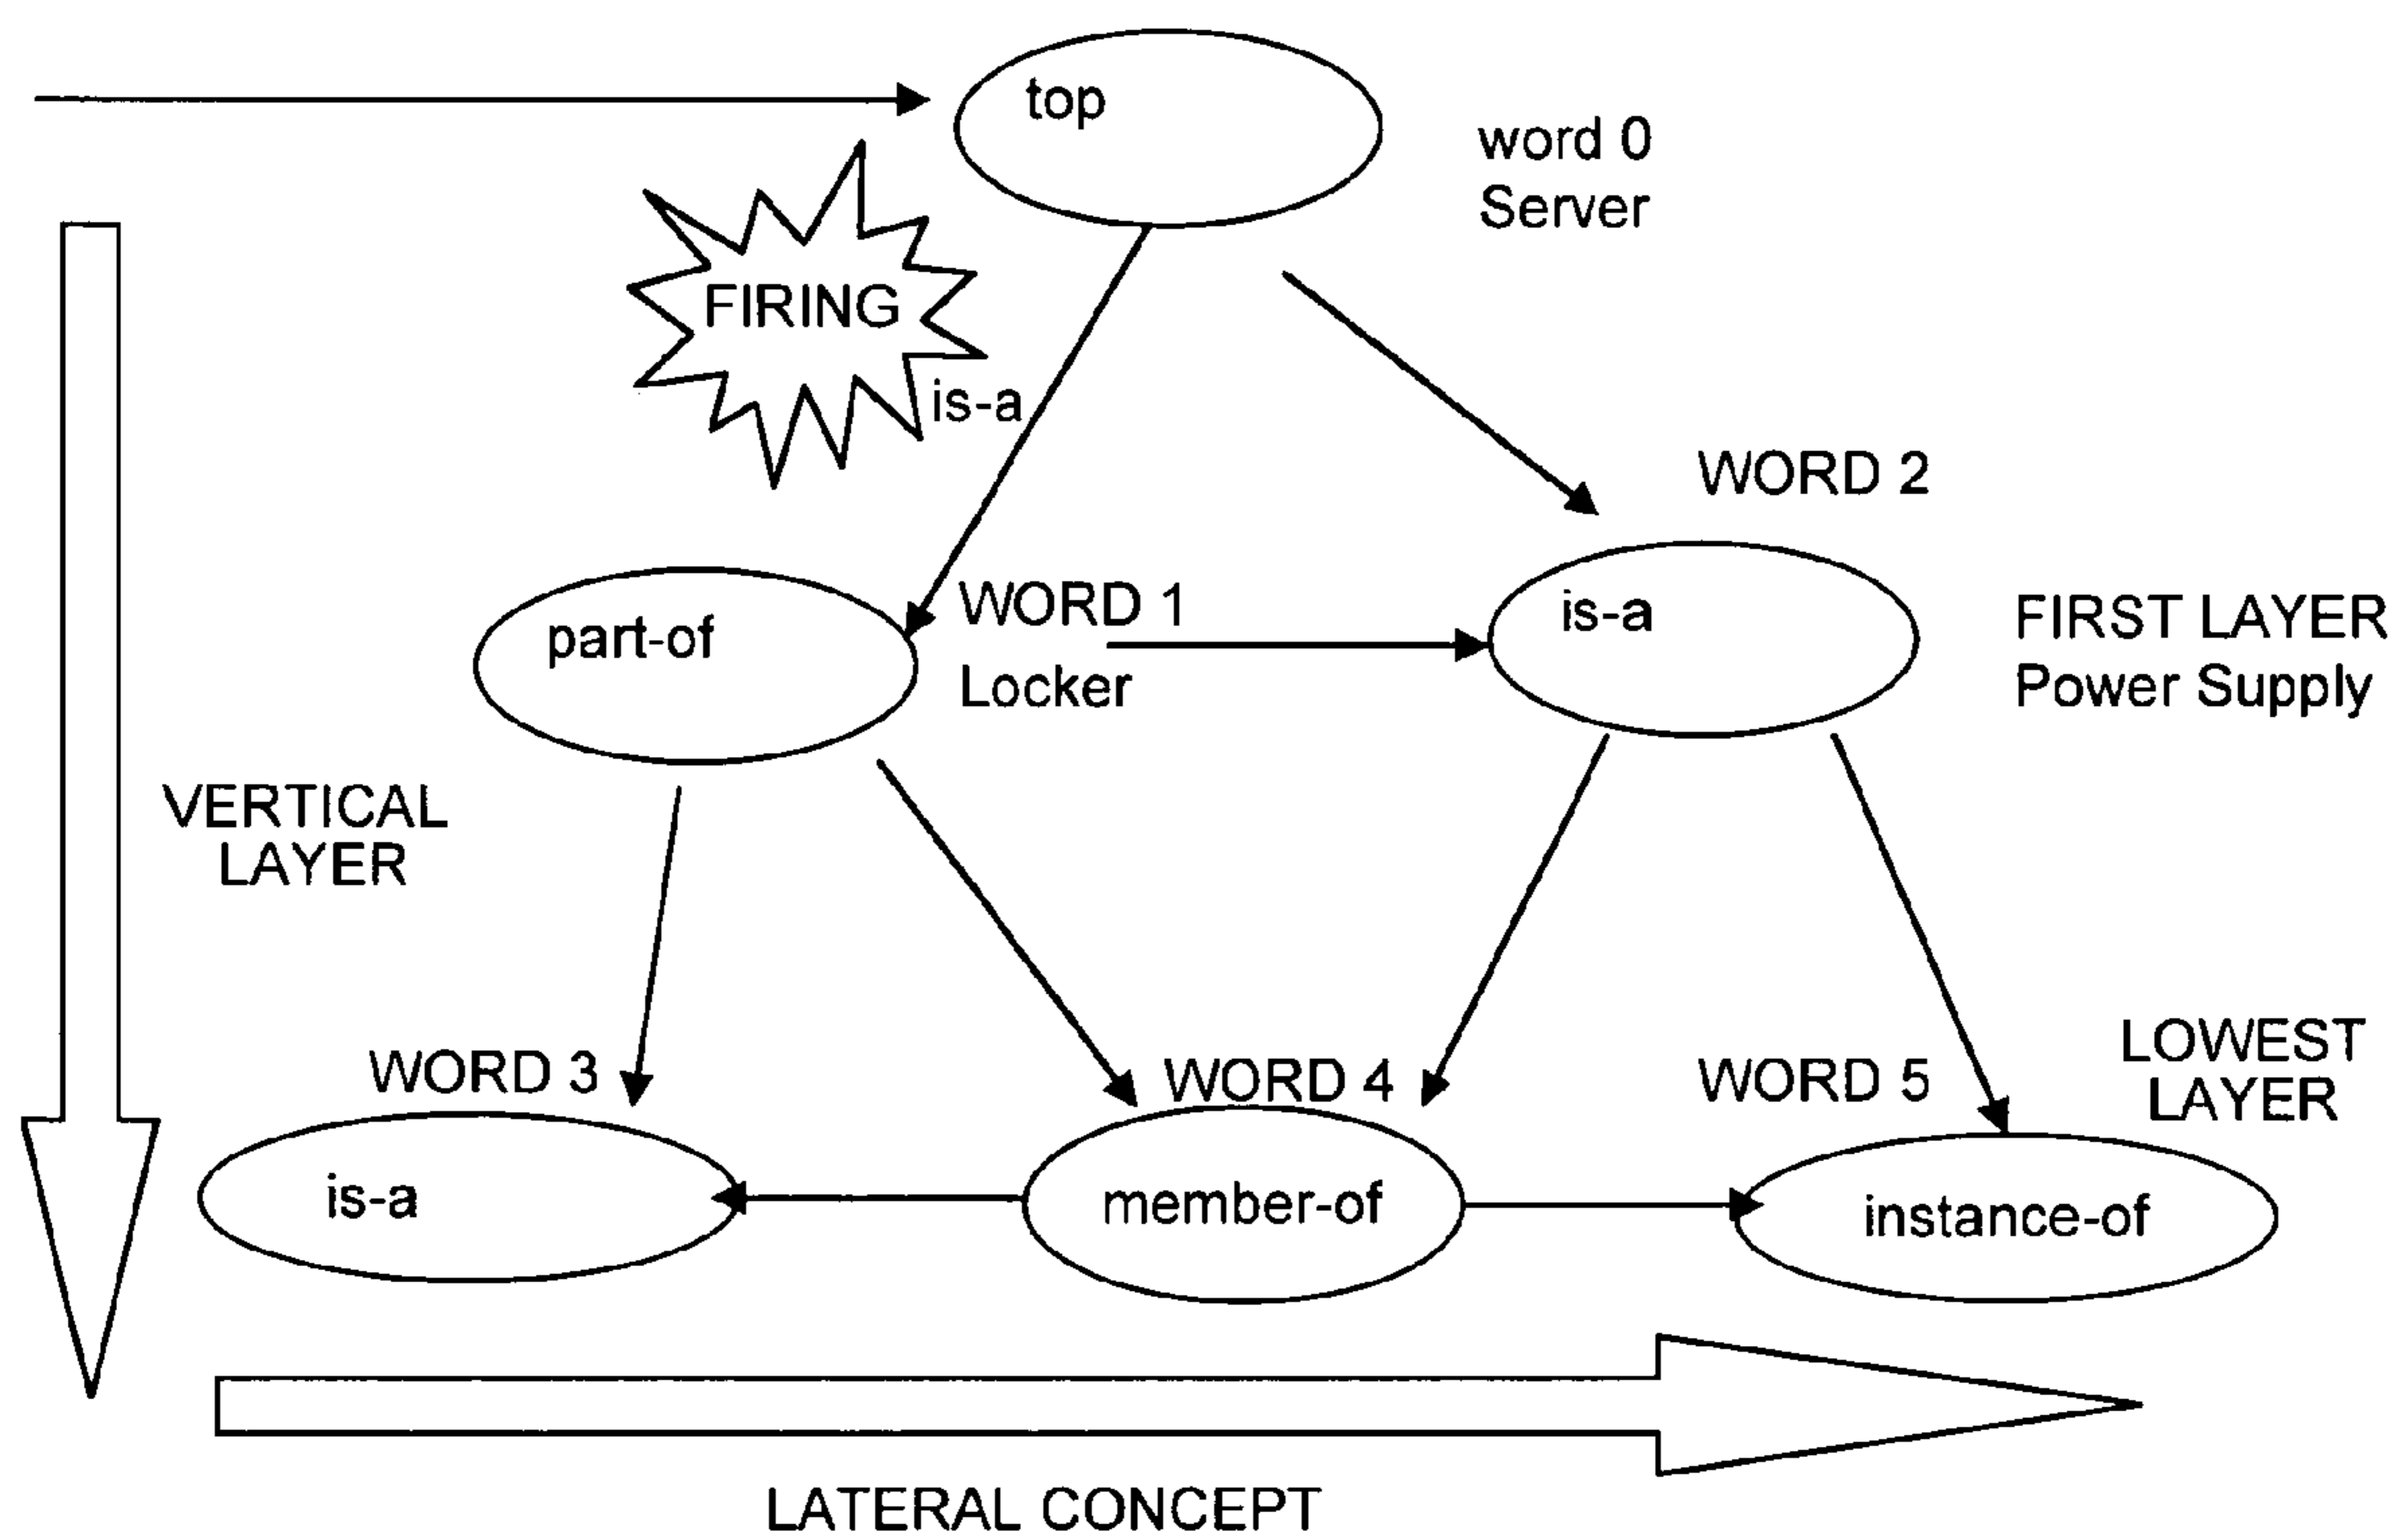 top
word 0
Server
FIRING
is-a
WORD 2
part-of
WORD 1
Locker
is-a
FIRST LAYER
Power Supply
VERTICAL
LAYER
WORD 3
WORD 4
WORD 5
LOWEST
LAYER
is-a
member-of
instance-of
LATERAL CONCEPT